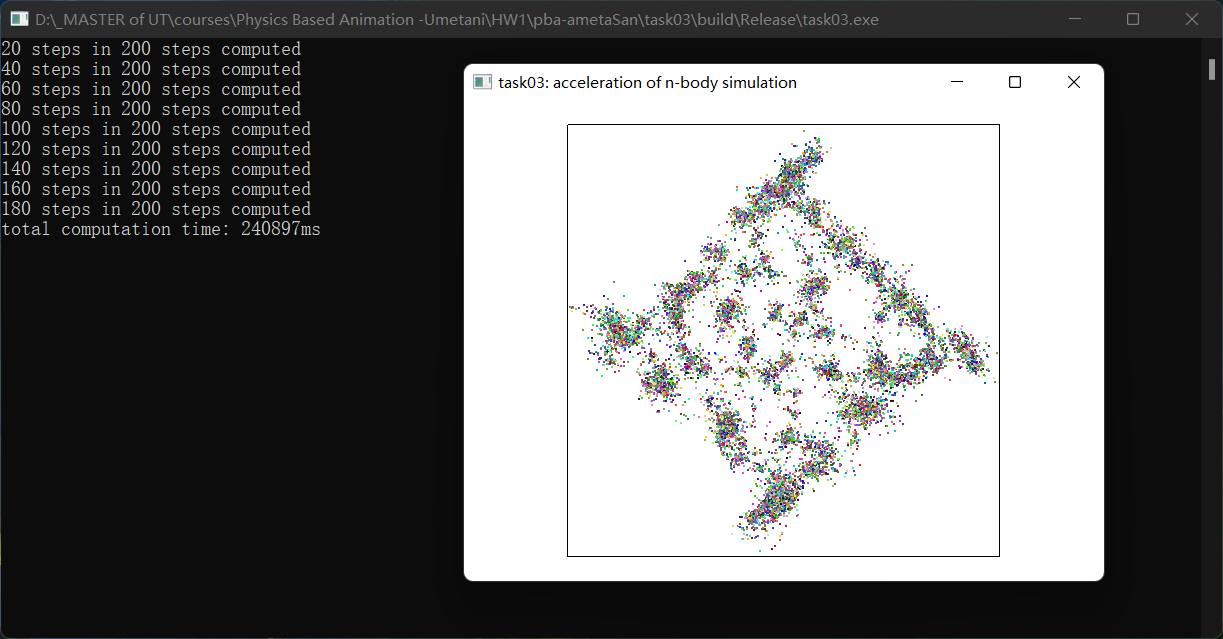 D:\_MASTER of UT\courses\Physics Based Animation -Umetani\HW1\pba-ametaSan\task03\build\Release\task03.exe
20 steps in 200 steps computed
40 steps in 200 steps computed
60 steps in 200 steps computed
80 steps in 200 steps computed
100 steps in 200 steps computed
120 steps in 200 steps computed
140 steps in 200 steps computed
160 steps in 200 steps computed
180 steps in 200 steps computed
total computation time: 240897ms
task03: acceleration of n-body simulation